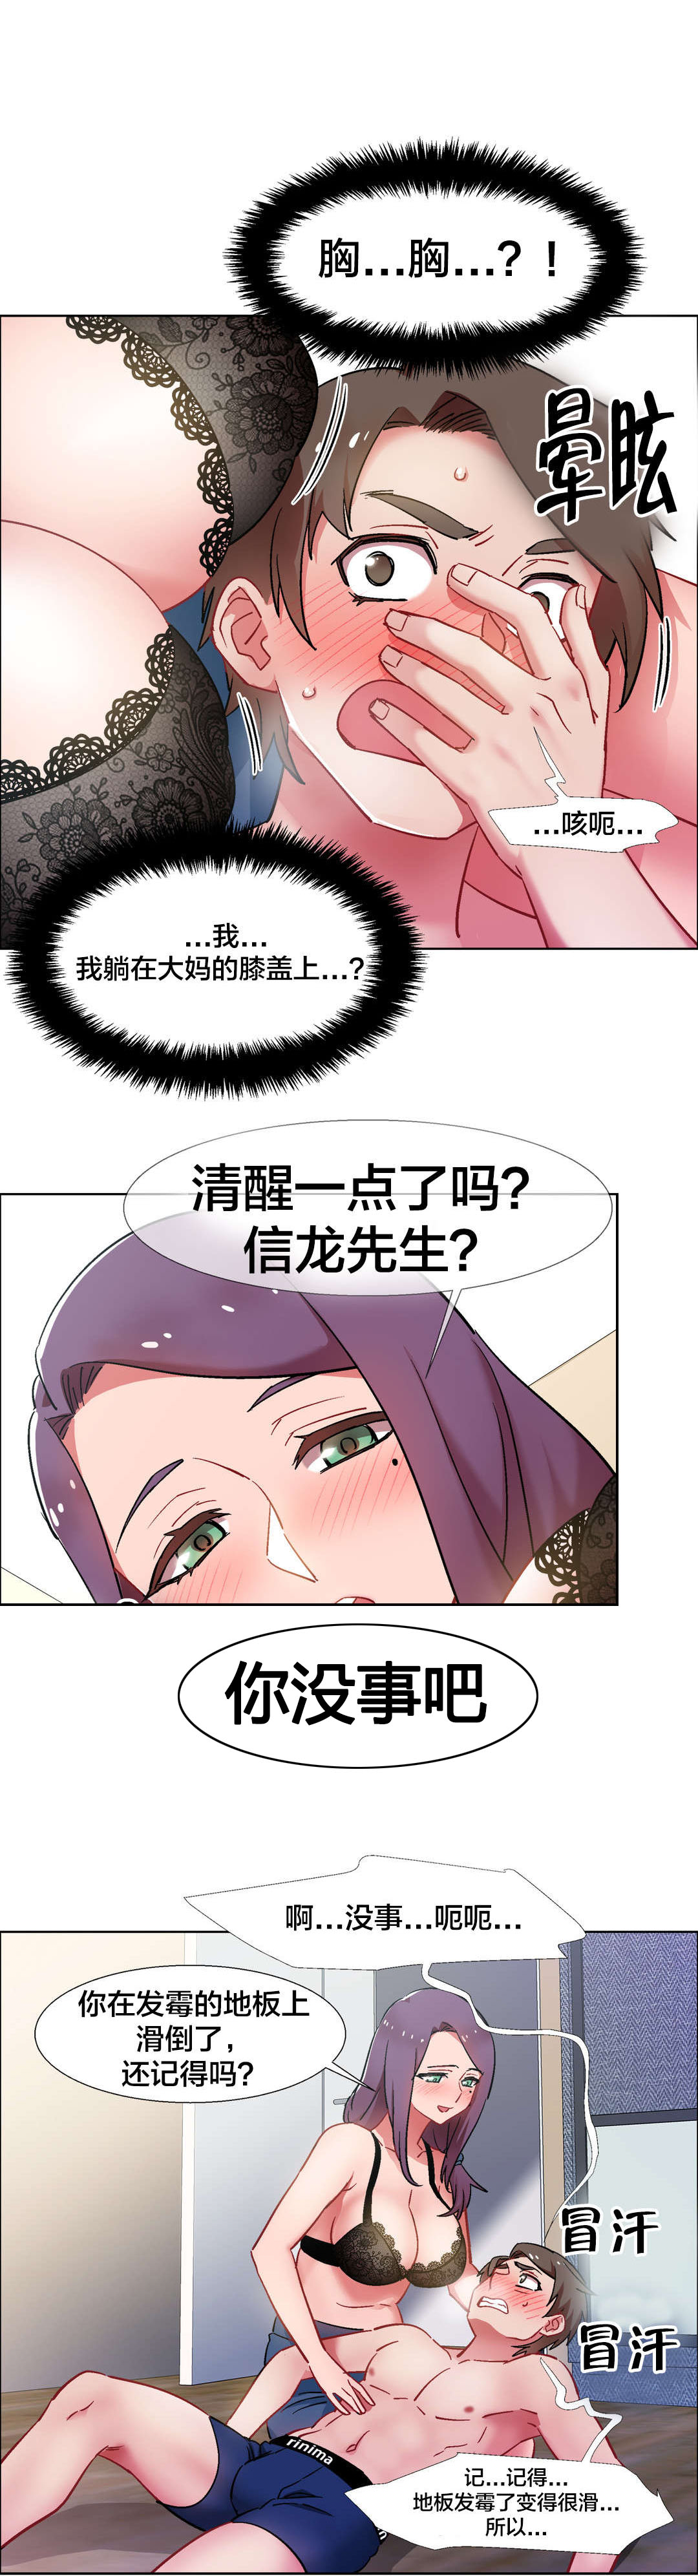 胸...胸...？！
晕眩
...咳呃...
...我...
我躺在大妈的膝盖上...?
清醒一点了吗?
信龙先生?
你没事吧
啊...没事...呃呃...
你在发霉的地板上
滑倒了,
还记得吗?
冒汗
冒汗
rinima
记...记得...
地板发霉了变得很滑...
所以...